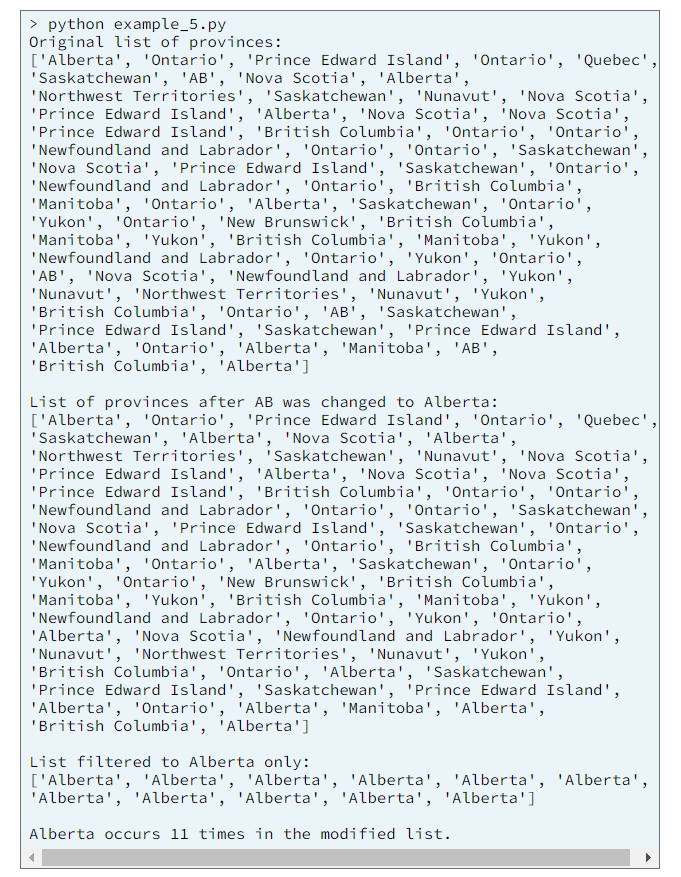 > python example_5.py
Original list of provinces:
['Alberta', 'Ontario', 'Prince Edward Island', 'Ontario', 'Quebec',
'Saskatchewan', 'AB', 'Nova Scotia', 'Alberta',
'Northwest Territories', 'Saskatchewan', 'Nunavut', 'Nova Scotia',
'Prince Edward Island', 'Alberta', 'Nova Scotia', 'Nova Scotia',
'Prince Edward Island', 'British Columbia', 'Ontario', 'Ontario',
'Newfoundland and Labrador', 'Ontario', 'Ontario', 'Saskatchewan',
'Nova Scotia', 'Prince Edward Island', 'Saskatchewan', 'Ontario',
'Newfoundland and Labrador', 'Ontario', 'British Columbia',
'Manitoba', 'Ontario', 'Alberta', 'Saskatchewan', 'Ontario',
'Yukon', 'Ontario', 'New Brunswick', 'British Columbia',
'Manitoba', 'Yukon', 'British Columbia', 'Manitoba', 'Yukon',
'Newfoundland and Labrador', 'Ontario', 'Yukon', 'Ontario',
'AB', 'Nova Scotia', 'Newfoundland and Labrador', 'Yukon',
'Nunavut', 'Northwest Territories', 'Nunavut', 'Yukon',
'British Columbia', 'Ontario', 'AB', 'Saskatchewan',
'Prince Edward Island', 'Saskatchewan', 'Prince Edward Island',
'Alberta', 'Ontario', 'Alberta', 'Manitoba', 'AB',
'British Columbia', 'Alberta']
List of provinces after AB was changed to Alberta:
['Alberta', 'Ontario', 'Prince Edward Island', 'Ontario', 'Quebec',
'Saskatchewan', 'Alberta', 'Nova Scotia', 'Alberta',
'Northwest Territories', 'Saskatchewan', 'Nunavut', 'Nova Scotia',
'Prince Edward Island', 'Alberta', 'Nova Scotia', 'Nova Scotia',
'Prince Edward Island', 'British Columbia', 'Ontario', 'Ontario',
'Newfoundland and Labrador', 'Ontario', 'Ontario', 'Saskatchewan',
'Nova Scotia', 'Prince Edward Island', 'Saskatchewan', 'Ontario',
'Newfoundland and Labrador', 'Ontario', 'British Columbia',
'Manitoba', 'Ontario', 'Alberta', 'Saskatchewan', 'Ontario',
'Yukon', 'Ontario', 'New Brunswick', 'British Columbia',
'Manitoba', 'Yukon', 'British Columbia', 'Manitoba', 'Yukon',
'Newfoundland and Labrador', 'Ontario', 'Yukon', 'Ontario',
'Alberta', 'Nova Scotia', 'Newfoundland and Labrador', 'Yukon',
'Nunavut', 'Northwest Territories', 'Nunavut', 'Yukon',
'British Columbia', 'Ontario', 'Alberta', 'Saskatchewan',
'Prince Edward Island', 'Saskatchewan', 'Prince Edward Island',
'Alberta', 'Ontario', 'Alberta', 'Manitoba', 'Alberta',
'British Columbia', 'Alberta']
List filtered to Alberta only:
['Alberta', 'Alberta', 'Alberta', 'Alberta', 'Alberta', 'Alberta',
'Alberta', 'Alberta', 'Alberta', 'Alberta', 'Alberta']
Alberta occurs 11 times in the modified list.